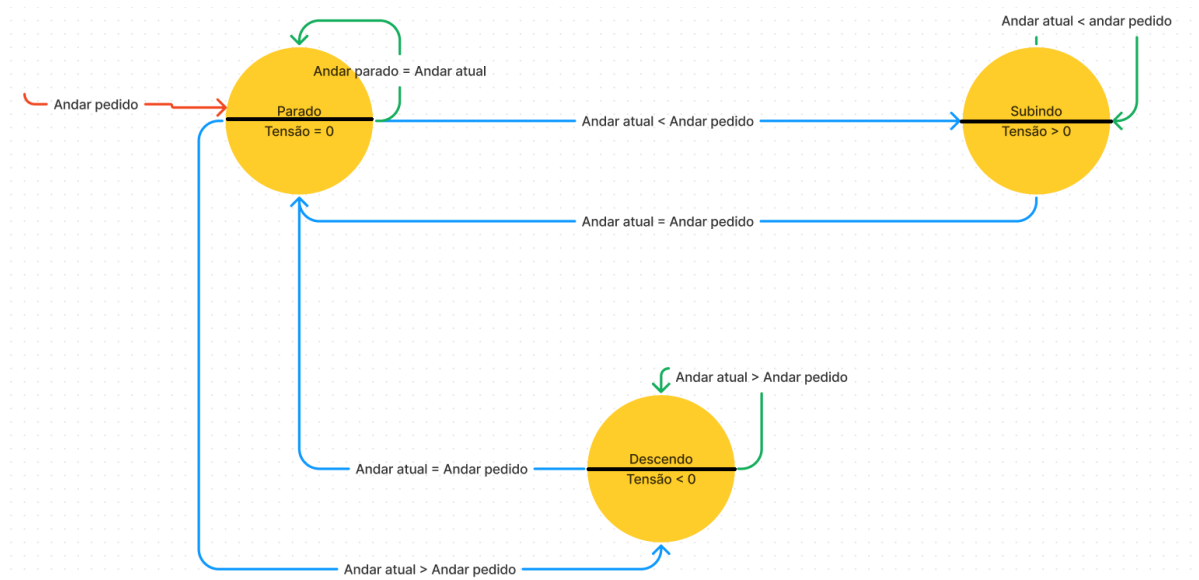 Andar atual < andar pedido
Andar parado = Andar atual
Andar pedido
Parado
Tensão = 0
Andar atual < Andar pedido
Subindo
Tensão > 0
Andar atual = Andar pedido
Andar atual > Andar pedido
Descendo
Tensão < 0
Andar atual = Andar pedido
Andar atual > Andar pedido